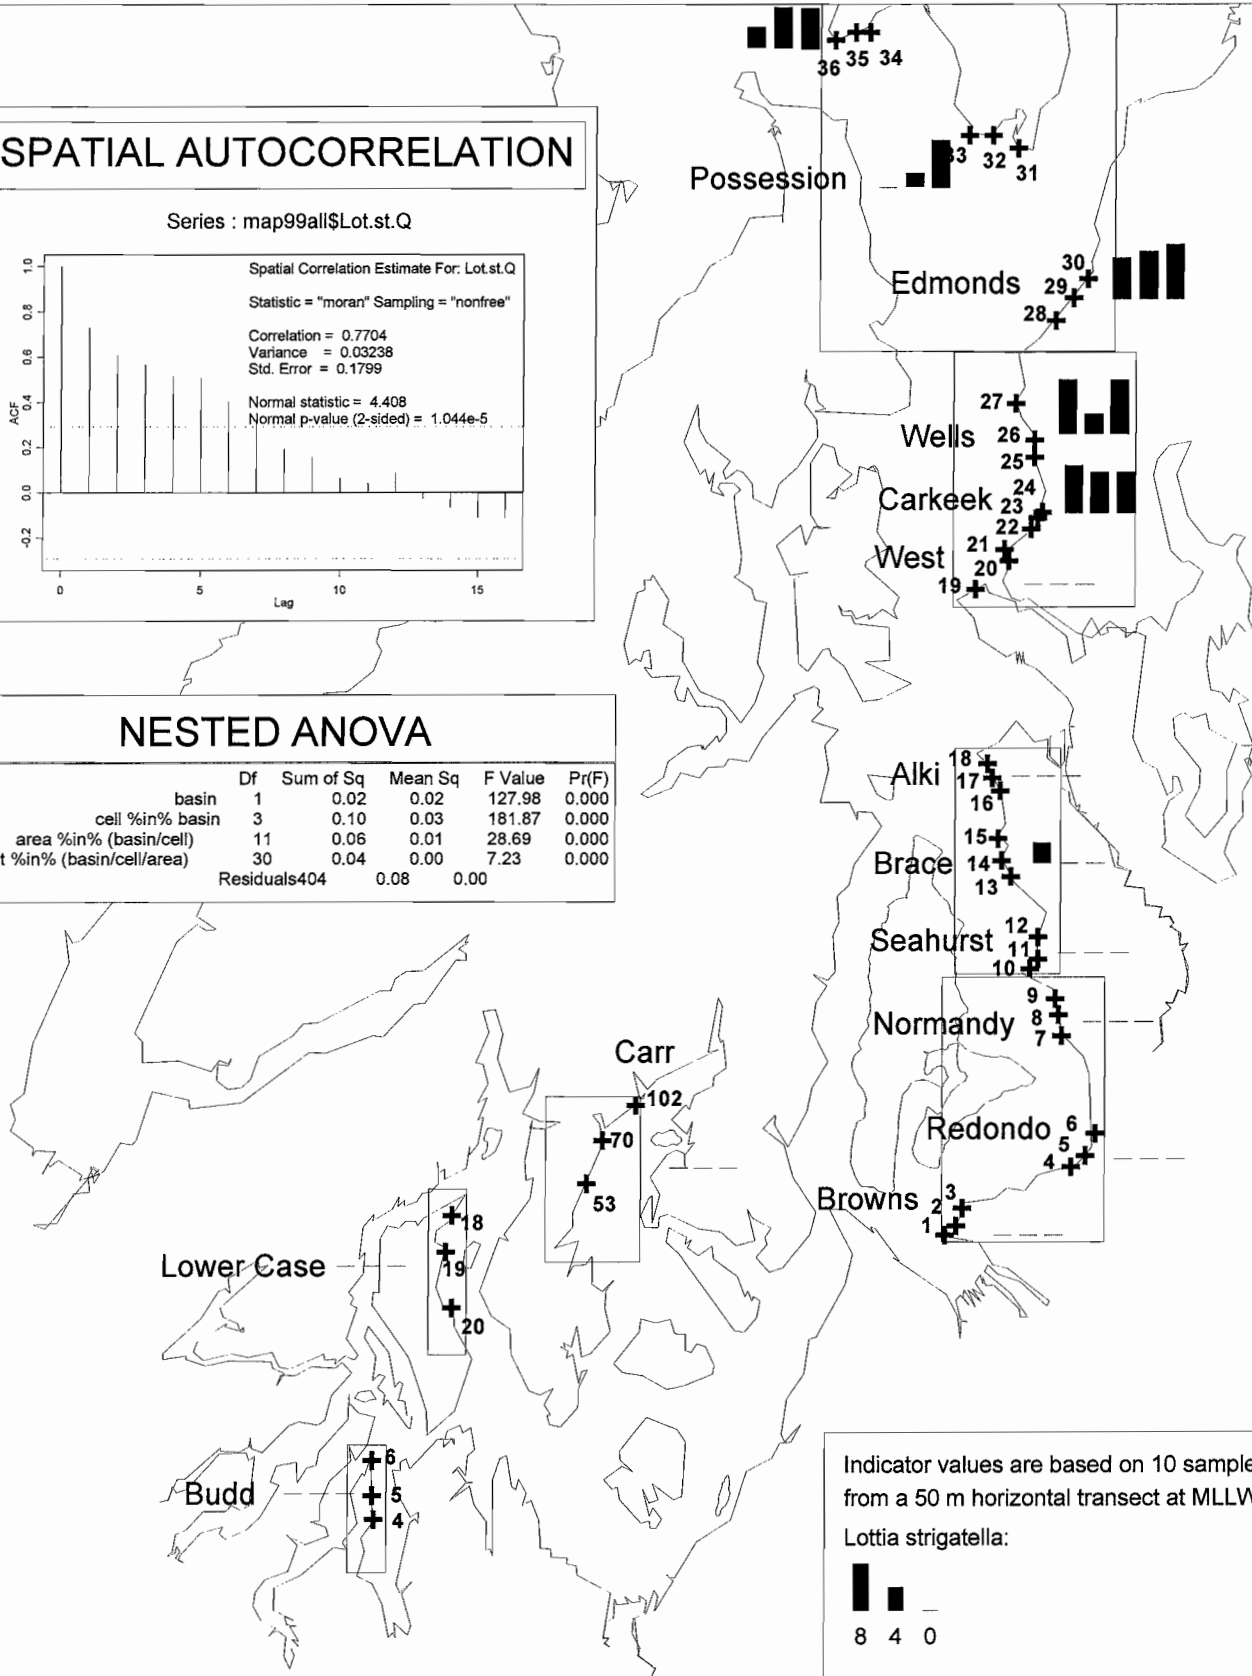 SPATIAL AUTOCORRELATION
Series : map99all$Lot.st.Q
Spatial Correlation Estimate For: Lot.st.Q
Statistic = "moran" Sampling = "nonfree"
Correlation = 0.7704
Variance = 0.03238
Std. Error = 0.1799
Normal statistic = 4.408
Normal p-value (2-sided) = 1.044e-5
ACF
1.0
0.8
0.6
0.4
0.2
0.0
-0.2
0 5 10 15
Lag
NESTED ANOVA
Df Sum of Sq Mean Sq F Value Pr(F)
basin 1 0.02 0.02 127.98 0.000
cell %in% basin 3 0.10 0.03 181.87 0.000
area %in% (basin/cell) 11 0.06 0.01 28.69 0.000
t %in% (basin/cell/area) 30 0.04 0.00 7.23 0.000
Residuals404 0.08 0.00
36 35 34
33 32 31
Possession
Edmonds
30
29
28
Wells
27
26
25
Carkeek
24
23
22
West
21
20
19
Alki
18
17
16
Brace
15
14
13
Seahurst
12
11
10
Normandy
9
8
7
Redondo
6
5
4
Browns
3
2
1
Carr
102
70
53
Lower Case
18
19
20
Budd
6
5
4
Indicator values are based on 10 sample
from a 50 m horizontal transect at MLLW
Lottia strigatella:
8 4 0